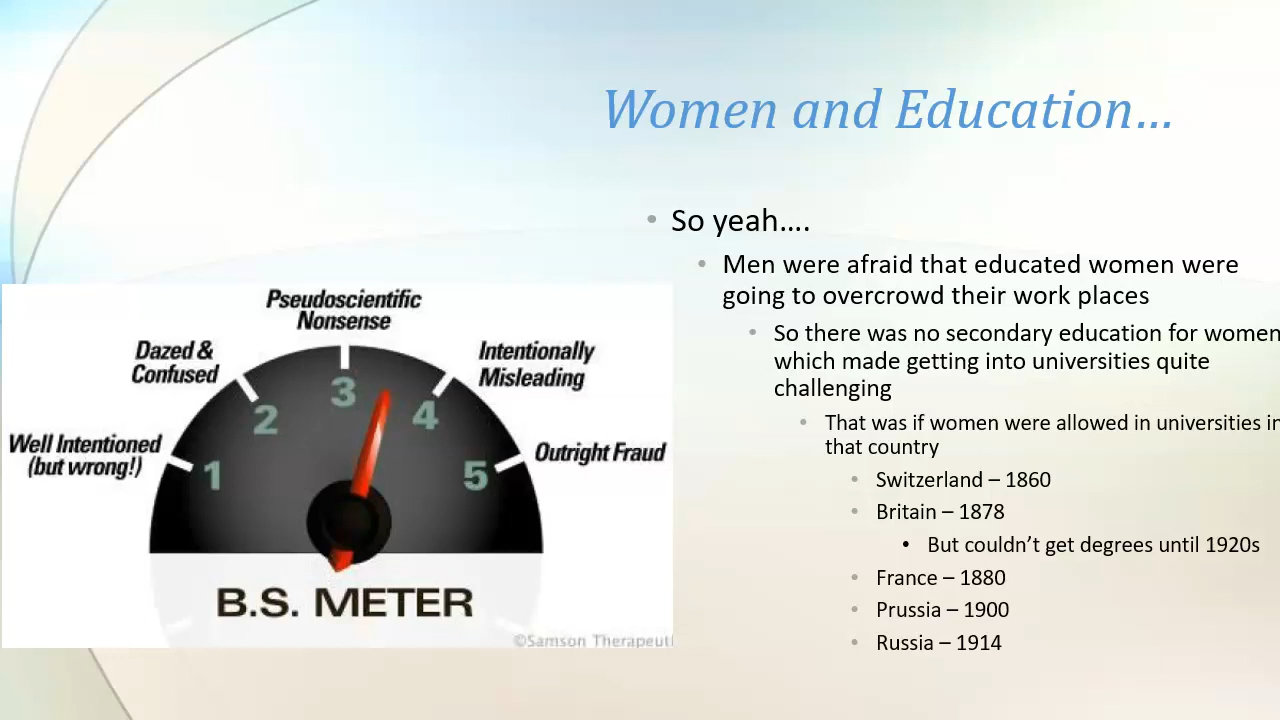 Women and Education...
• So yeah....
• Men were afraid that educated women were
going to overcrowd their work places
• So there was no secondary education for women
which made getting into universities quite
challenging
• That was if women were allowed in universities in
that country
• Switzerland – 1860
• Britain – 1878
• But couldn't get degrees until 1920s
• France – 1880
• Prussia – 1900
• Russia – 1914
Pseudoscientific
Nonsense
Dazed &
Confused
Intentionally
Misleading
Well Intentioned
(but wrong!)
Outright Fraud
1
2
3
4
5
B.S. METER
©Samson